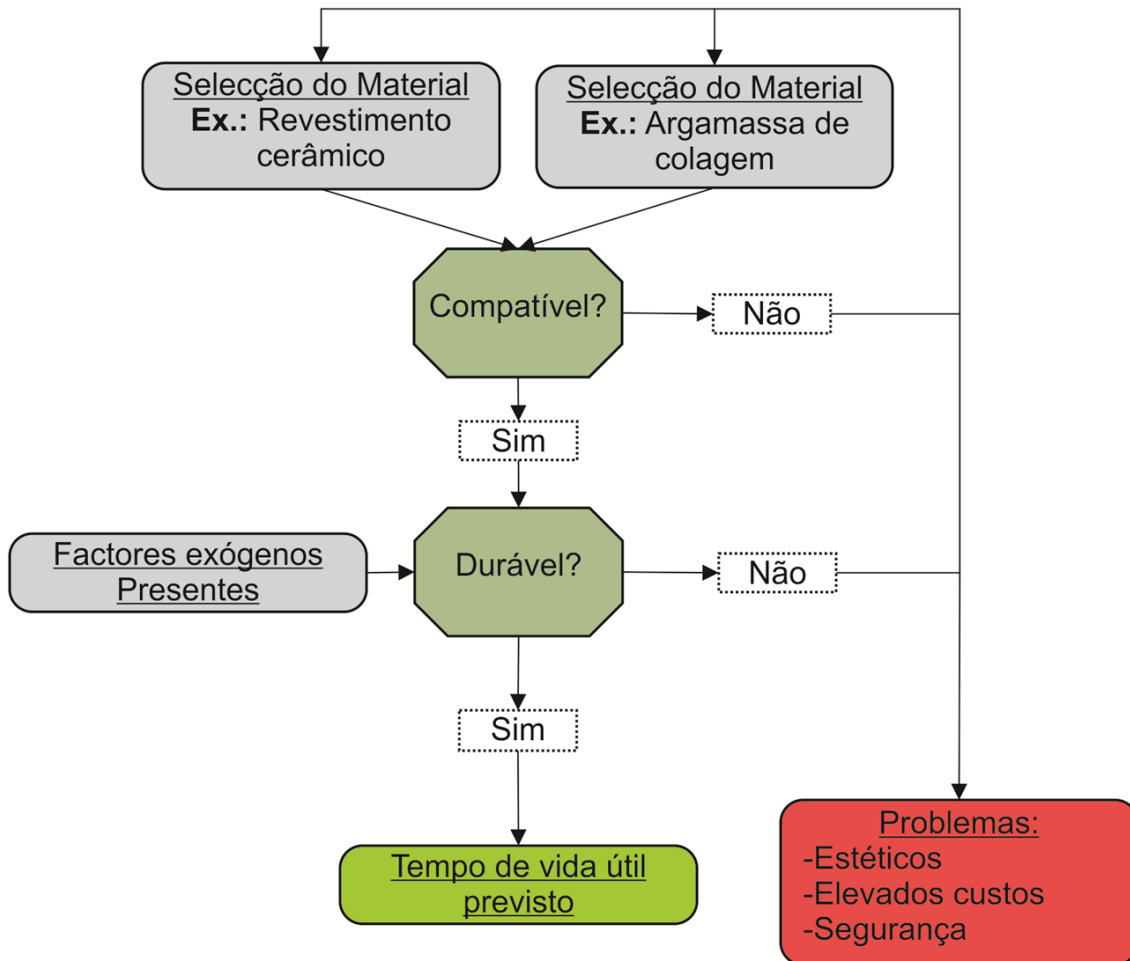 Selecção do Material
Ex.: Revestimento
cerâmico
Selecção do Material
Ex.: Argamassa de
colagem
Compatível?
Não
Sim
Factores exógenos
Presentes
Durável?
Não
Sim
Tempo de vida útil
previsto
Problemas:
-Estéticos
-Elevados custos
-Segurança